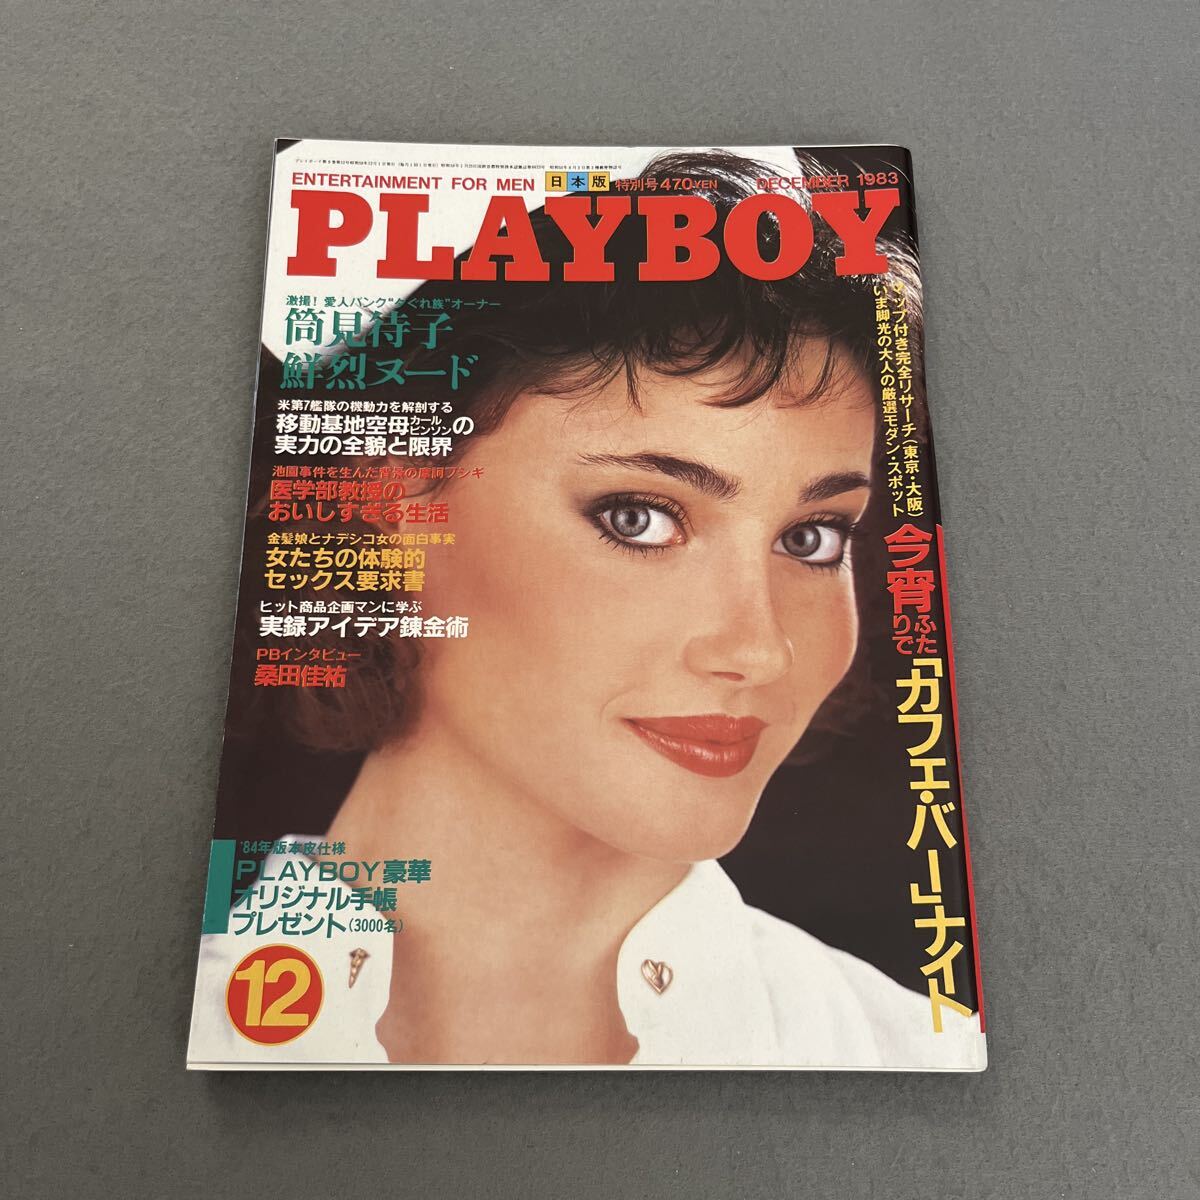 ENTERTAINMENT FOR MEN 日本版 特別号470YEN DECEMBER 1983
PLAYBOY
激撮!愛人バンク“夕ぐれ族”オーナー
筒見待子
鮮烈ヌード
米第7艦隊の機動力を解剖する
移動基地空母カールビンソンの
実力の全貌と限界
池園事件を生んだ背景の摩訶フシギ
医学部教授の
おいしすぎる生活
金髪娘とナデシコ女の面白事実
女たちの体験的
セックス要求書
ヒット商品企画マンに学ぶ
実録アイデア錬金術
PBインタビュー
桑田佳祐
マップ付き完全リサーチ(東京・大阪)
いま脚光の大人の厳選モダン・スポット
今宵ふたりで「カフェ・バー」ナイト
'84年版本皮仕様
PLAYBOY豪華
オリジナル手帳
プレゼント(3000名)
12